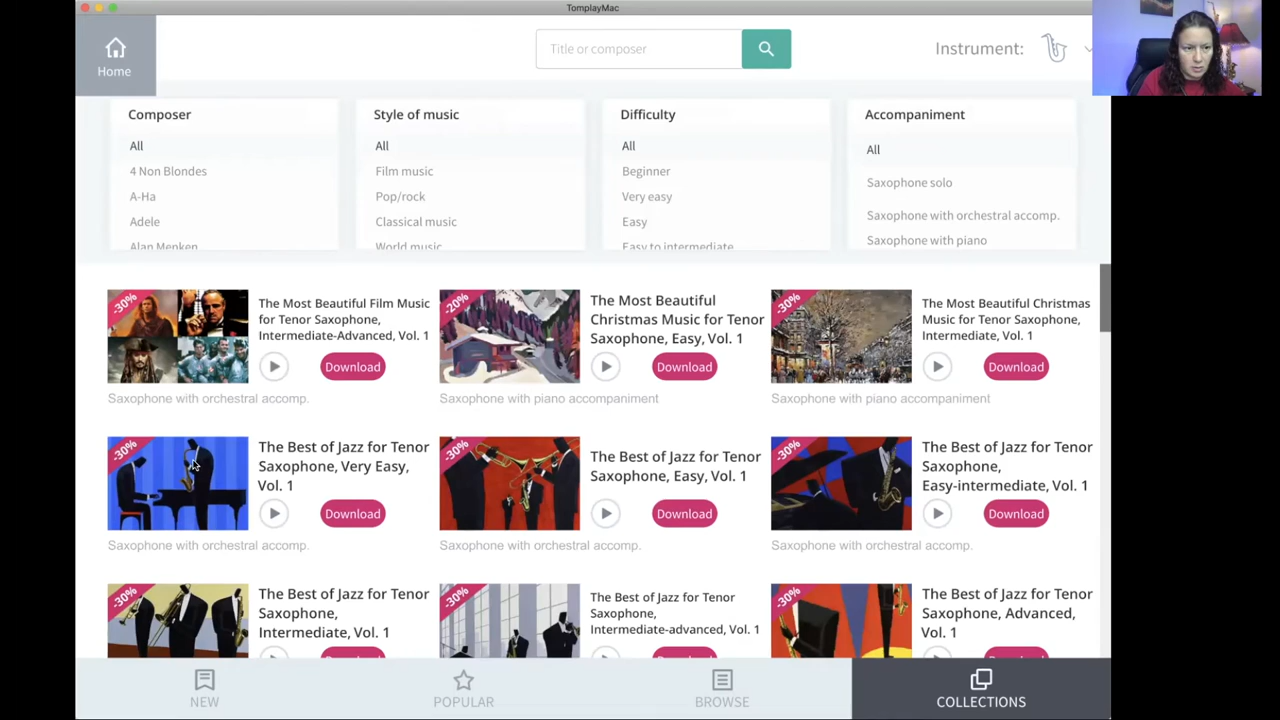 TomplayMac
Home
Title or composer
Instrument:
Composer
All
4 Non Blondes
A-Ha
Adele
Alan Menken
Style of music
All
Film music
Pop/rock
Classical music
World music
Difficulty
All
Beginner
Very easy
Easy
Easy to intermediate
Accompaniment
All
Saxophone solo
Saxophone with orchestral accomp.
Saxophone with piano
-30%
The Most Beautiful Film Music
for Tenor Saxophone,
Intermediate-Advanced, Vol. 1
Download
Saxophone with orchestral accomp.
-20%
The Most Beautiful
Christmas Music for Tenor
Saxophone, Easy, Vol. 1
Download
Saxophone with piano accompaniment
-30%
The Most Beautiful Christmas
Music for Tenor Saxophone,
Intermediate, Vol. 1
Download
Saxophone with piano accompaniment
-30%
The Best of Jazz for Tenor
Saxophone, Very Easy,
Vol. 1
Download
Saxophone with orchestral accomp.
-30%
The Best of Jazz for Tenor
Saxophone, Easy, Vol. 1
Download
Saxophone with orchestral accomp.
-30%
The Best of Jazz for Tenor
Saxophone,
Easy-intermediate, Vol. 1
Download
Saxophone with orchestral accomp.
-30%
The Best of Jazz for Tenor
Saxophone,
Intermediate, Vol. 1
-30%
The Best of Jazz for Tenor
Saxophone,
Intermediate-advanced, Vol. 1
-30%
The Best of Jazz for Tenor
Saxophone, Advanced,
Vol. 1
NEW
POPULAR
BROWSE
COLLECTIONS